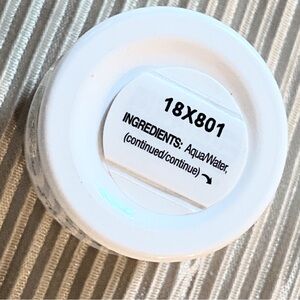 18X801
INGREDIENTS: Aqua/Water,
(continued/continue)